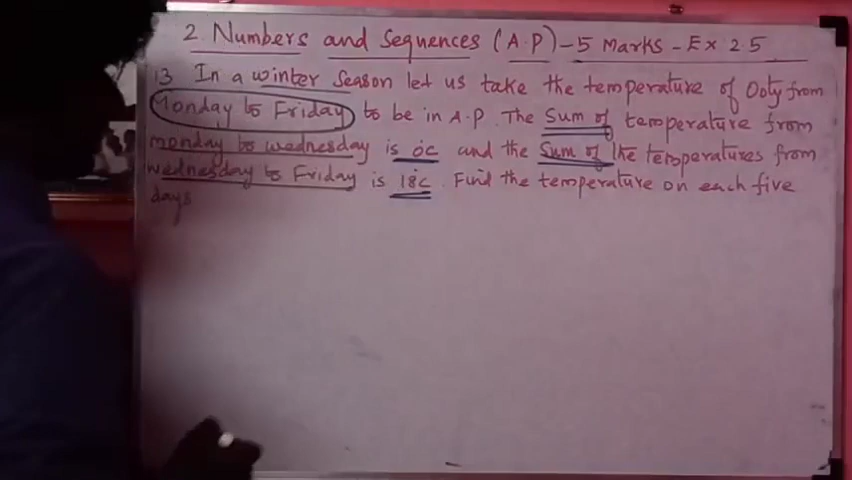 2. Numbers and Sequences (A.P) - 5 Marks - Ex 2 5
13 In a winter Season let us take the temperature of Ooty from
Monday to Friday to be in A.P. The Sum of temperature from
monday to wednesday is 0°c and the Sum of the temperatures from
wednesday to Friday is 18°c. Find the temperature on each five
days